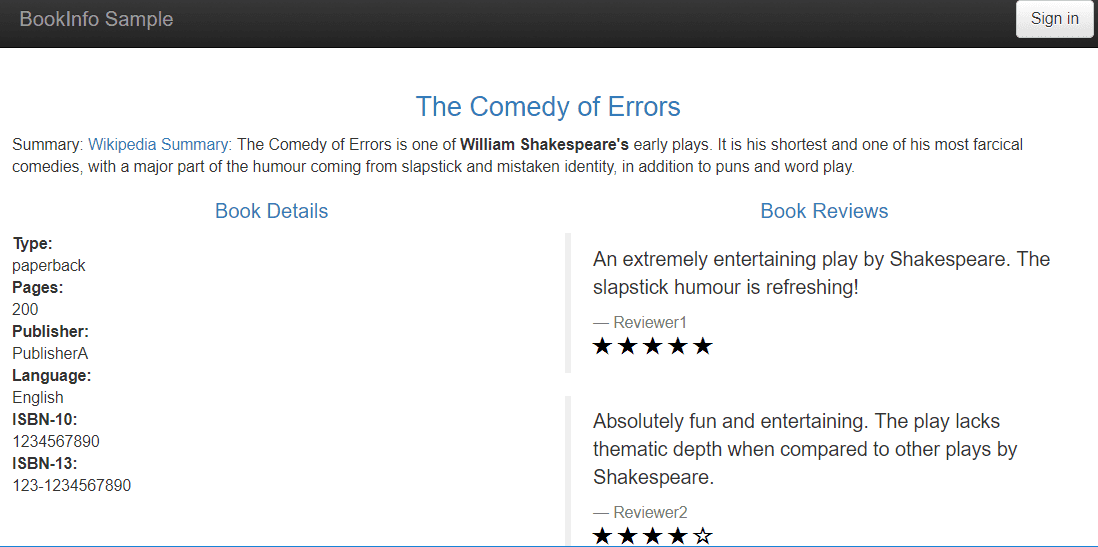 BookInfo Sample
Sign in
The Comedy of Errors
Summary: Wikipedia Summary: The Comedy of Errors is one of William Shakespeare's early plays. It is his shortest and one of his most farcical
comedies, with a major part of the humour coming from slapstick and mistaken identity, in addition to puns and word play.
Book Details
Type:
paperback
Pages:
200
Publisher:
PublisherA
Language:
English
ISBN-10:
1234567890
ISBN-13:
123-1234567890
Book Reviews
An extremely entertaining play by Shakespeare. The
slapstick humour is refreshing!
— Reviewer1
★★★★★
Absolutely fun and entertaining. The play lacks
thematic depth when compared to other plays by
Shakespeare.
— Reviewer2
★★★★☆